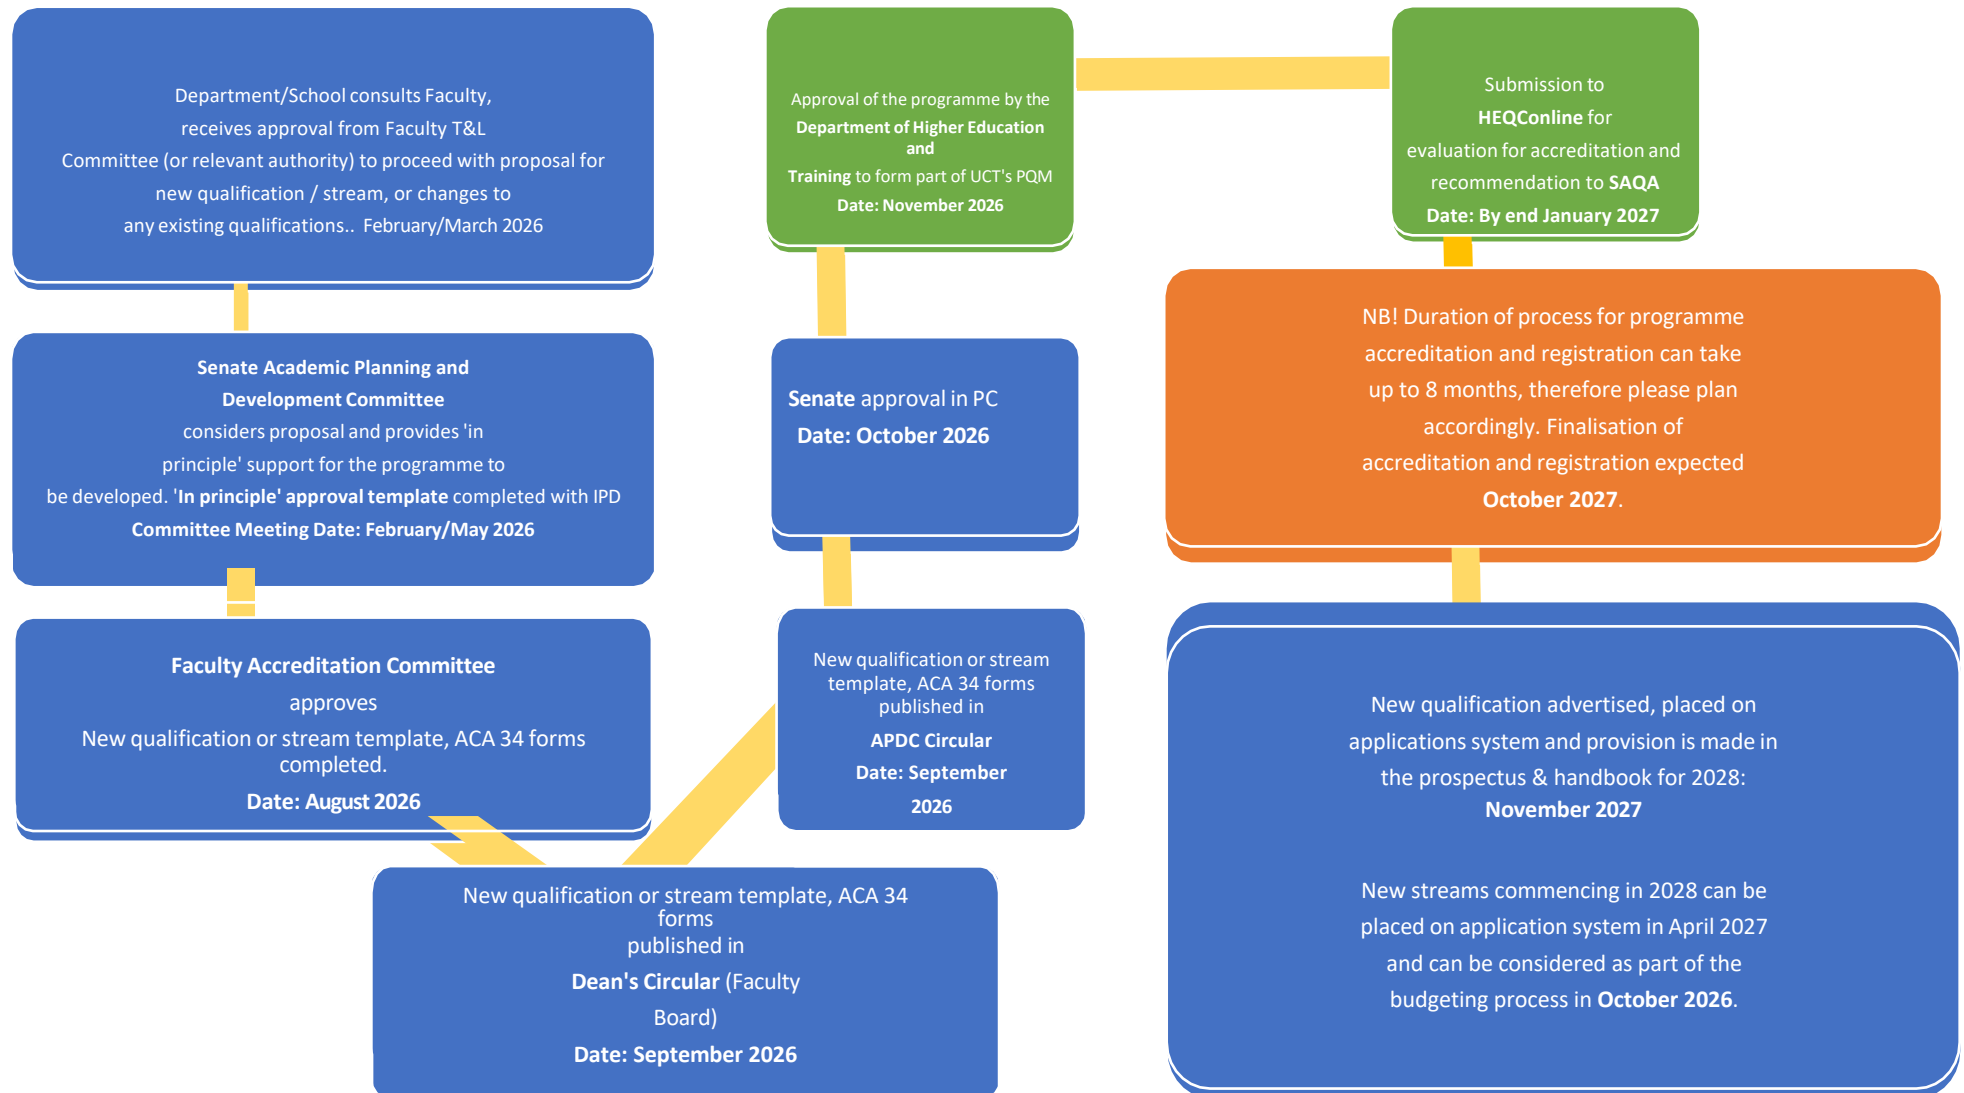 Department/School consults Faculty,
receives approval from Faculty T&L
Committee (or relevant authority) to proceed with proposal for
new qualification / stream, or changes to
any existing qualifications.. February/March 2026
Senate Academic Planning and
Development Committee
considers proposal and provides 'in
principle' support for the programme to
be developed. 'In principle' approval template completed with IPD
Committee Meeting Date: February/May 2026
Faculty Accreditation Committee
approves
New qualification or stream template, ACA 34 forms
completed.
Date: August 2026
New qualification or stream template, ACA 34
forms
published in
Dean's Circular (Faculty
Board)
Date: September 2026
New qualification or stream
template, ACA 34 forms
published in
APDC Circular
Date: September
2026
Senate approval in PC
Date: October 2026
Approval of the programme by the
Department of Higher Education
and
Training to form part of UCT's PQM
Date: November 2026
Submission to
HEQConline for
evaluation for accreditation and
recommendation to SAQA
Date: By end January 2027
NB! Duration of process for programme
accreditation and registration can take
up to 8 months, therefore please plan
accordingly. Finalisation of
accreditation and registration expected
October 2027.
New qualification advertised, placed on
applications system and provision is made in
the prospectus & handbook for 2028:
November 2027
New streams commencing in 2028 can be
placed on application system in April 2027
and can be considered as part of the
budgeting process in October 2026.